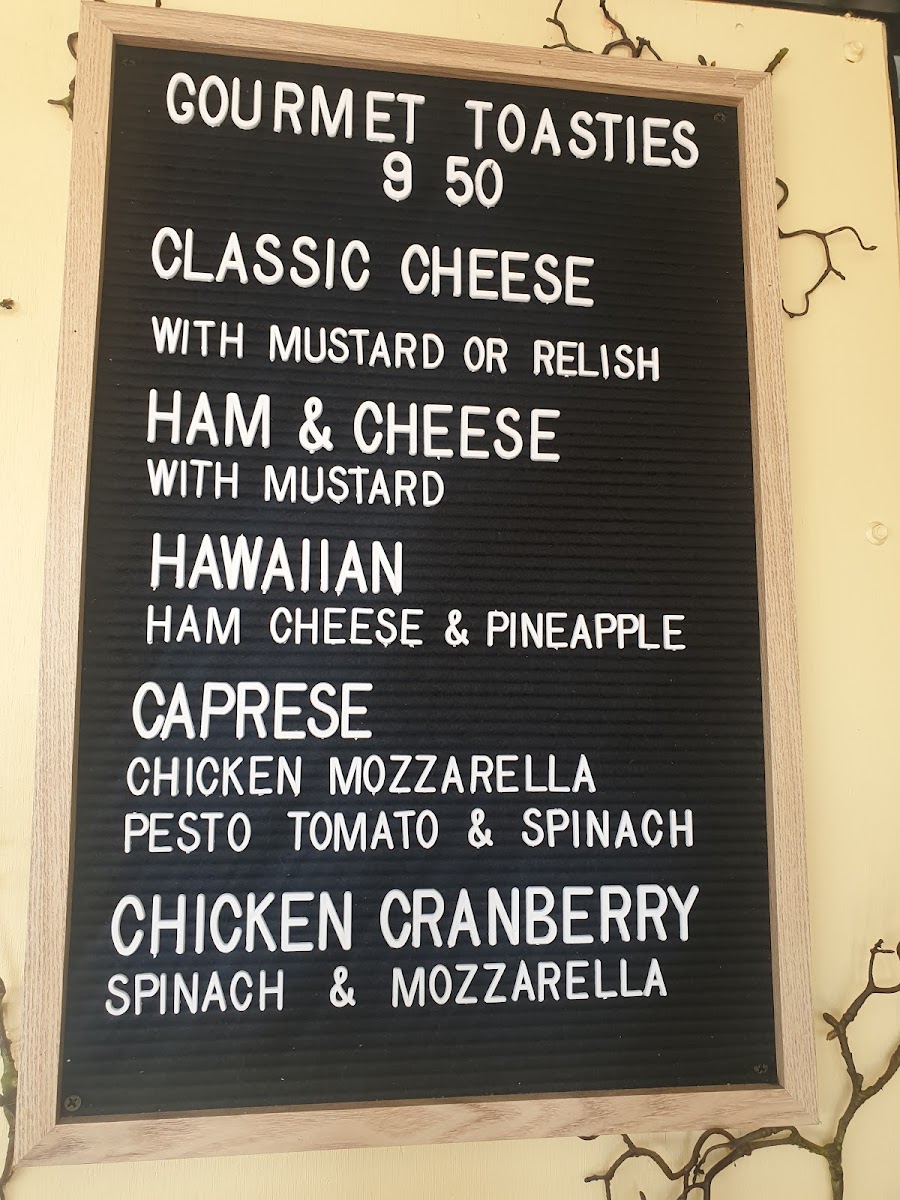 GOURMET TOASTIES
9 50
CLASSIC CHEESE
WITH MUSTARD OR RELISH
HAM & CHEESE
WITH MUSTARD
HAWAIIAN
HAM CHEESE & PINEAPPLE
CAPRESE
CHICKEN MOZZARELLA
PESTO TOMATO & SPINACH
CHICKEN CRANBERRY
SPINACH & MOZZARELLA